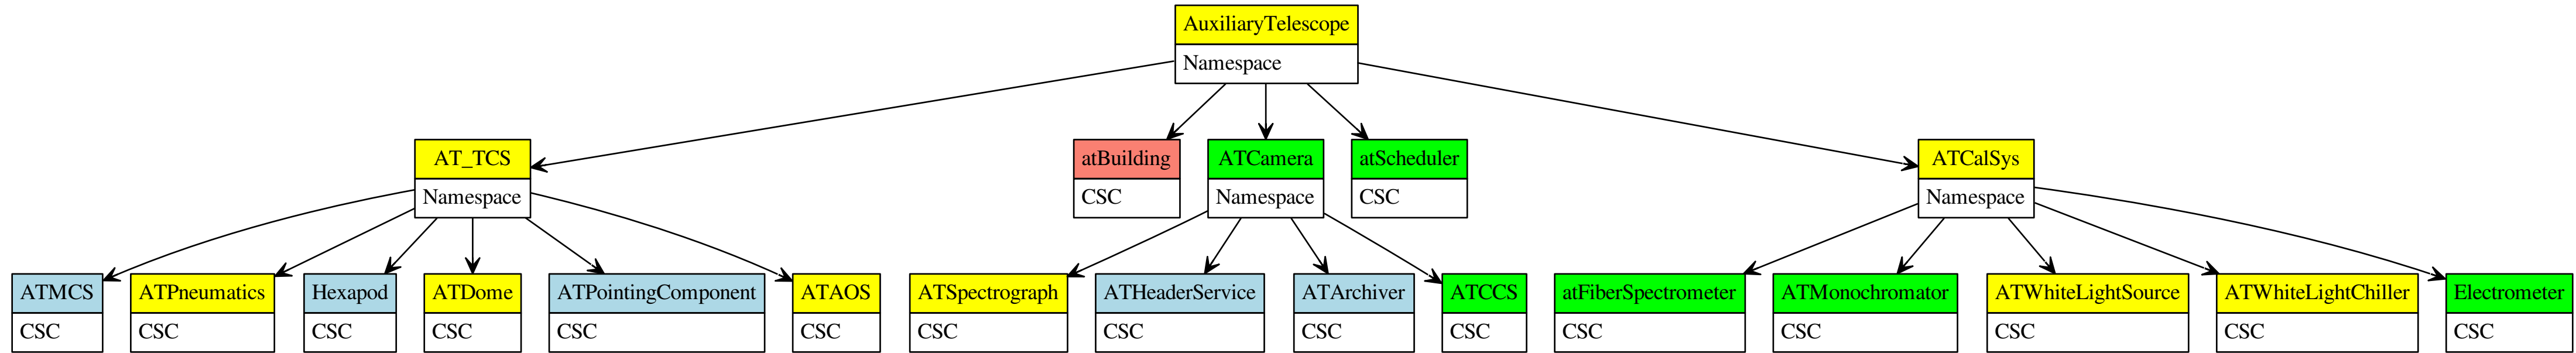 AuxiliaryTelescope
Namespace
AT_TCS
Namespace
atBuilding
CSC
ATCamera
Namespace
atScheduler
CSC
ATCalSys
Namespace
ATMCS
CSC
ATPneumatics
CSC
Hexapod
CSC
ATDome
CSC
ATPointingComponent
CSC
ATAOS
CSC
ATSpectrograph
CSC
ATHeaderService
CSC
ATArchiver
CSC
ATCCS
CSC
atFiberSpectrometer
CSC
ATMonochromator
CSC
ATWhiteLightSource
CSC
ATWhiteLightChiller
CSC
Electrometer
CSC